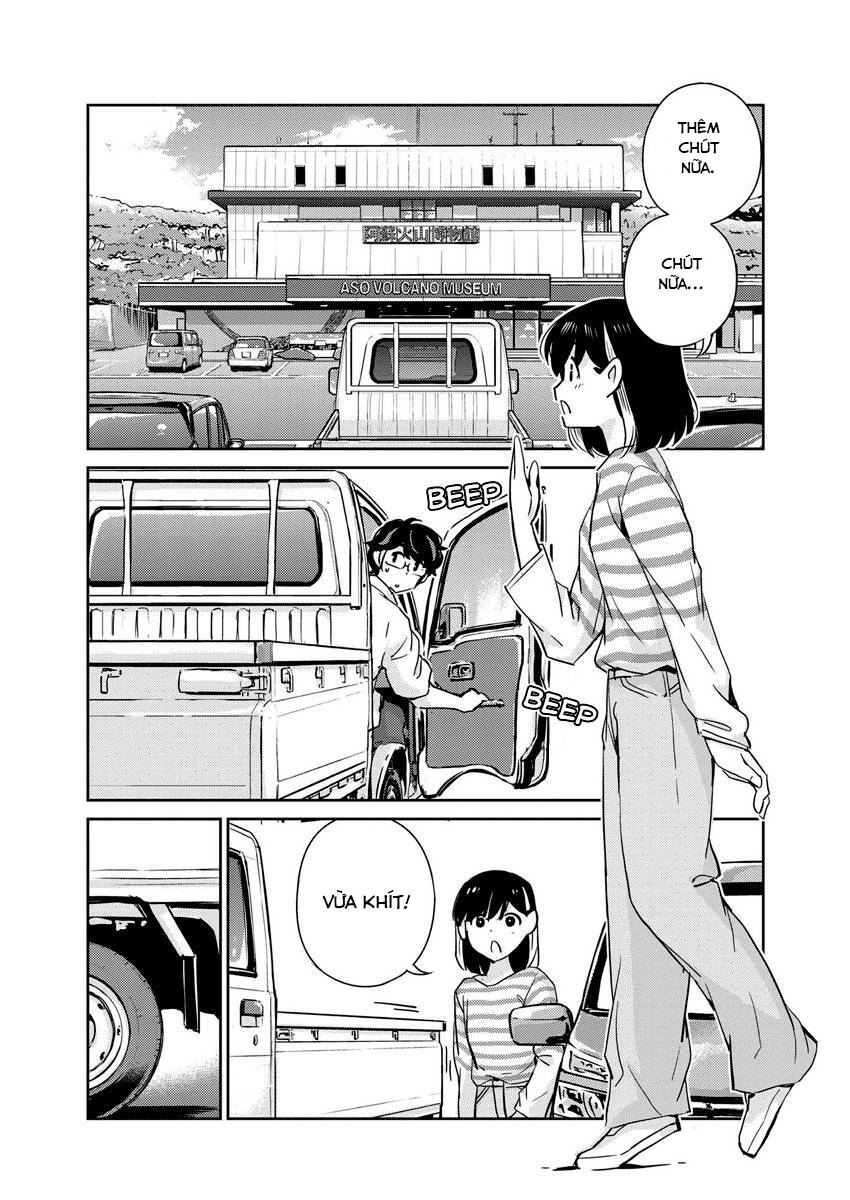 THÊM
CHÚT
NỮA.
CHÚT
NỮA...
阿蘇火山博物館
ASO VOLCANO MUSEUM
BEEP
BEEP
VỪA KHÍT!